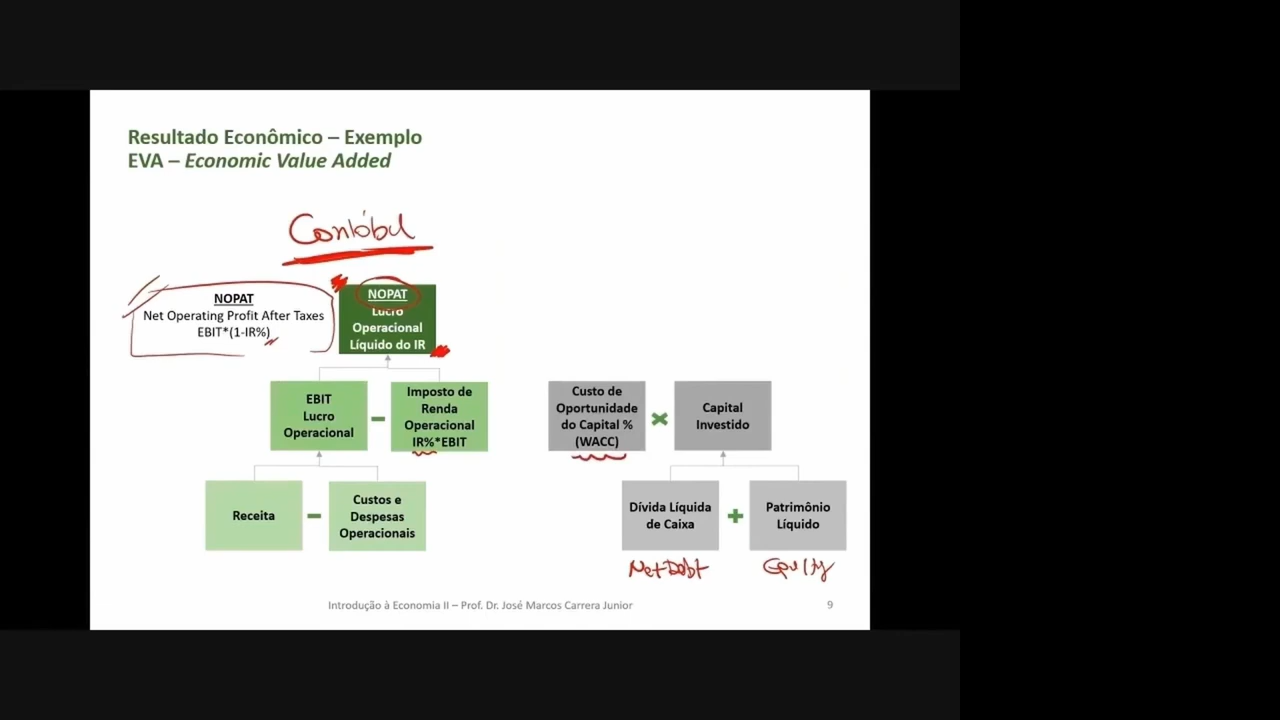 Resultado Econômico – Exemplo
EVA – Economic Value Added
Contábil
NOPAT
Net Operating Profit After Taxes
EBIT*(1-IR%)
NOPAT
Lucro
Operacional
Líquido do IR
EBIT
Lucro
Operacional
Imposto de
Renda
Operacional
IR%*EBIT
Custo de
Oportunidade
do Capital %
(WACC)
Capital
Investido
Receita
Custos e
Despesas
Operacionais
Dívida Líquida
de Caixa
Patrimônio
Líquido
Net Debt
Equity
Introdução à Economia II – Prof. Dr. José Marcos Carrera Junior
9